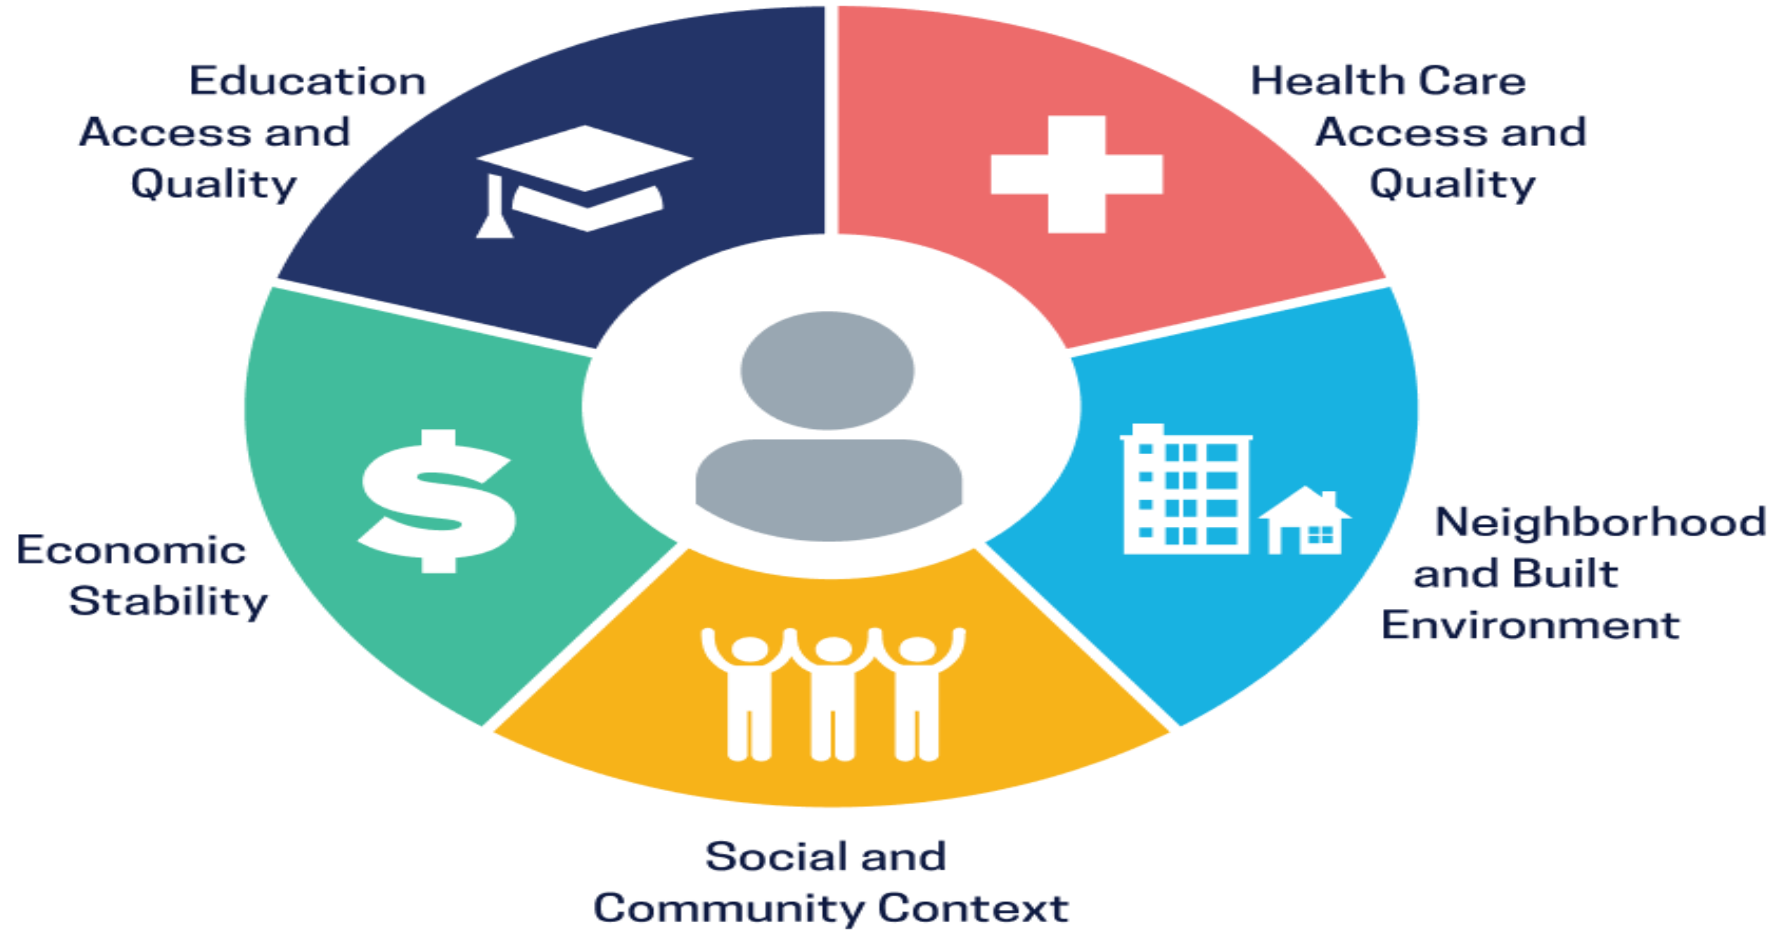 Education
Access and
Quality
Health Care
Access and
Quality
Economic
Stability
Neighborhood
and Built
Environment
Social and
Community Context